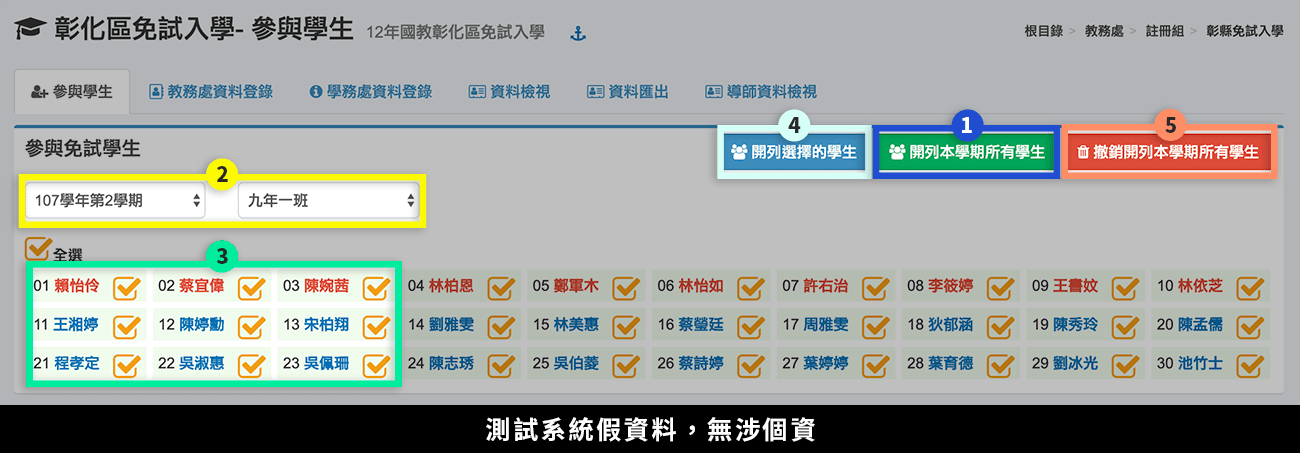 彰化區免試入學- 參與學生 12年國教彰化區免試入學
根目錄 > 教務處 > 註冊組 > 彰縣免試入學
參與學生 教務處資料登錄 學務處資料登錄 資料檢視 資料匯出 導師資料檢視
4 1 5
參與免試學生 開列選擇的學生 開列本學期所有學生 撤銷開列本學期所有學生
2
107學年第2學期 九年一班
全選 3
01 賴怡伶 02 蔡宜偉 03 陳婉茜 04 林柏恩 05 鄭軍木 06 林怡如 07 許右治 08 李筱婷 09 王書妏 10 林依芝
11 王湘婷 12 陳婷勳 13 宋柏翔 14 劉雅雯 15 林美惠 16 蔡瑩廷 17 周雅雯 18 狄郁涵 19 陳秀玲 20 陳孟儒
21 程孝定 22 吳淑惠 23 吳佩珊 24 陳志琇 25 吳伯菱 26 蔡詩婷 27 葉婷婷 28 葉育德 29 劉冰光 30 池竹士
測試系統假資料，無涉個資